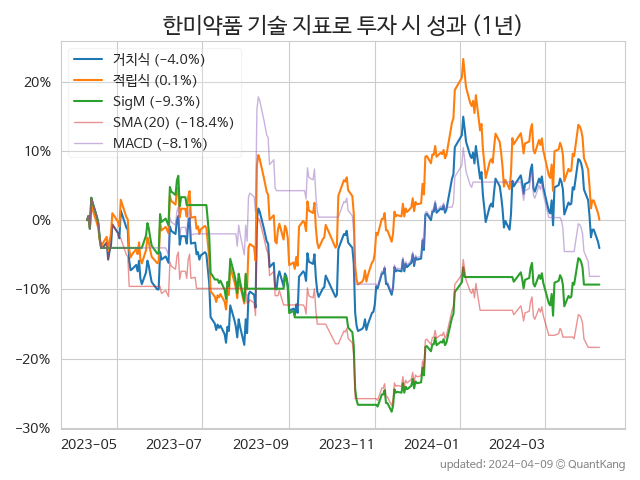 한미약품 기술 지표로 투자 시 성과 (1년)
거치식 (−4.0%)
적립식 (0.1%)
SigM (−9.3%)
SMA(20) (−18.4%)
MACD (−8.1%)
20%
10%
0%
−10%
−20%
−30%
2023-05 2023-07 2023-09 2023-11 2024-01 2024-03
updated: 2024-04-09 © QuantKang